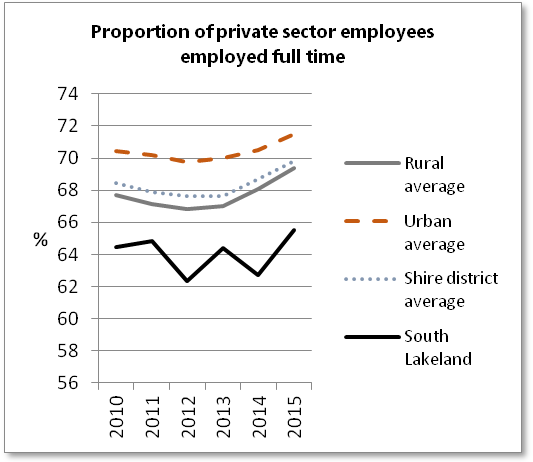 Proportion of private sector employees
employed full time
74
72
70
68
66
64
62
60
58
56
%
2010
2011
2012
2013
2014
2015
Rural
average
Urban
average
Shire district
average
South
Lakeland